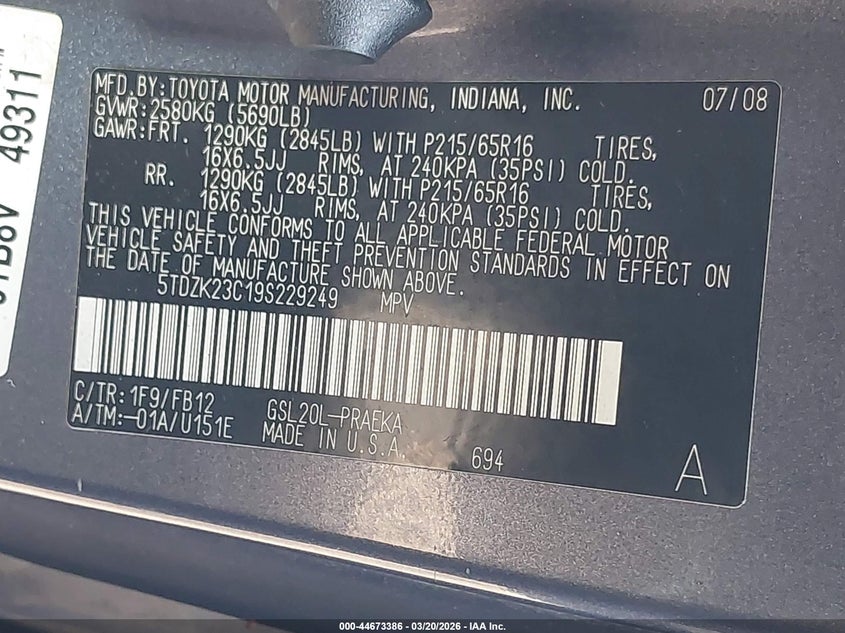 MFD.BY:TOYOTA MOTOR MANUFACTURING, INDIANA, INC. 07/08
GVWR:2580KG (5690LB)
GAWR:FRT. 1290KG (2845LB) WITH P215/65R16 TIRES,
16X6.5JJ RIMS, AT 240KPA (35PSI) COLD.
RR. 1290KG (2845LB) WITH P215/65R16 TIRES,
16X6.5JJ RIMS, AT 240KPA (35PSI) COLD.
THIS VEHICLE CONFORMS TO ALL APPLICABLE FEDERAL MOTOR
VEHICLE SAFETY AND THEFT PREVENTION STANDARDS IN EFFECT ON
THE DATE OF MANUFACTURE SHOWN ABOVE.
5TDZK23C19S229249 MPV
C/TR:1F9/FB12 GSL20L-PRAEKA
A/TM:-01A/U151E MADE IN U.S.A. 694
A
49311
000-44673386 - 03/20/2026 - IAA Inc.